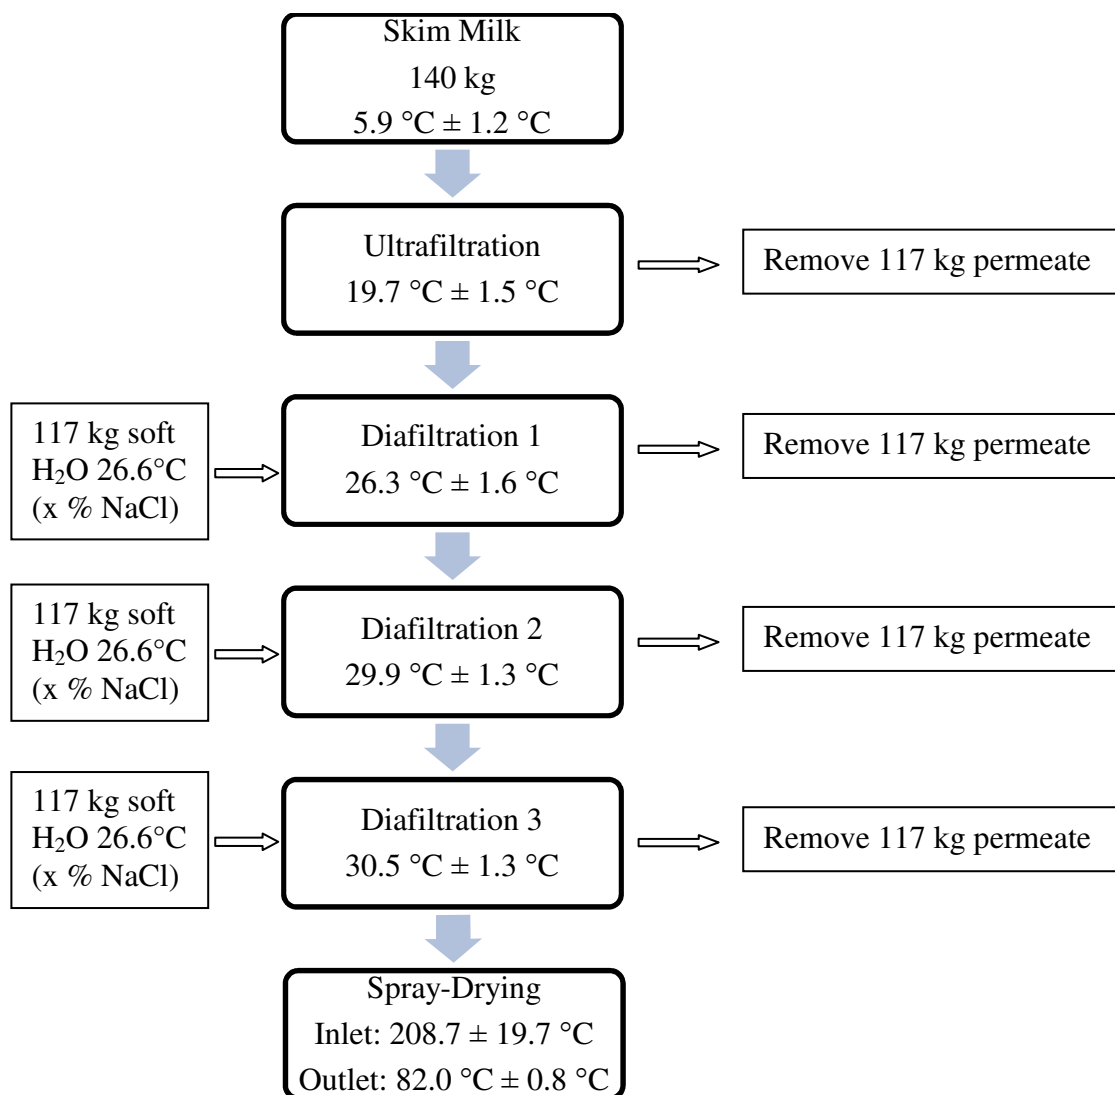 Skim Milk
140 kg
5.9 °C ± 1.2 °C
Ultrafiltration
19.7 °C ± 1.5 °C
Remove 117 kg permeate
117 kg soft
H₂O 26.6°C
(x % NaCl)
Diafiltration 1
26.3 °C ± 1.6 °C
Remove 117 kg permeate
117 kg soft
H₂O 26.6°C
(x % NaCl)
Diafiltration 2
29.9 °C ± 1.3 °C
Remove 117 kg permeate
117 kg soft
H₂O 26.6°C
(x % NaCl)
Diafiltration 3
30.5 °C ± 1.3 °C
Remove 117 kg permeate
Spray-Drying
Inlet: 208.7 ± 19.7 °C
Outlet: 82.0 °C ± 0.8 °C